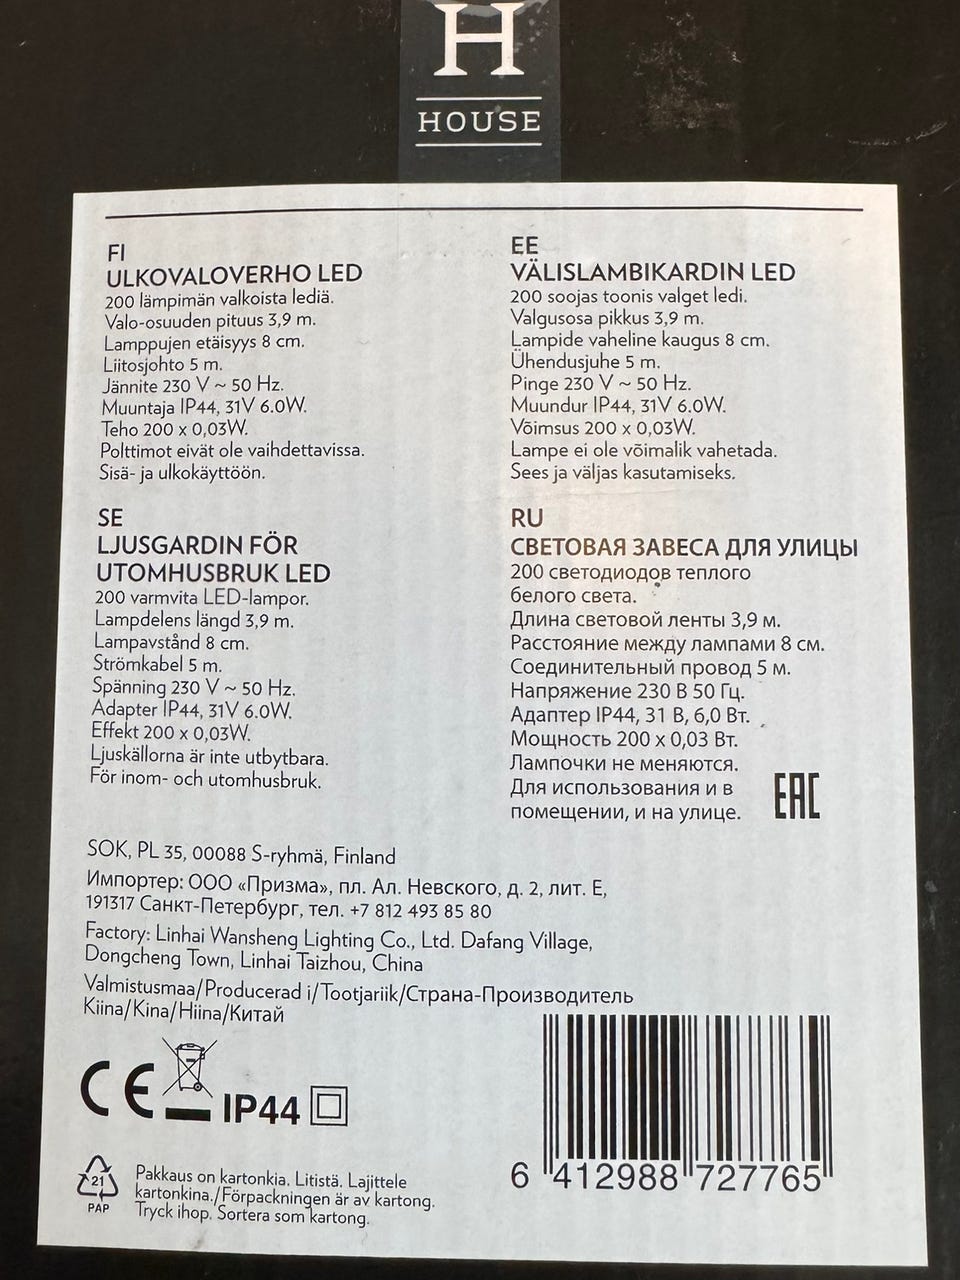 H
HOUSE
FI
ULKOVALOVERHO LED
200 lämpimän valkoista lediä.
Valo-osuuden pituus 3,9 m.
Lamppujen etäisyys 8 cm.
Liitosjohto 5 m.
Jännite 230 V ~ 50 Hz.
Muuntaja IP44, 31V 6.0W.
Teho 200 x 0,03W.
Polttimot eivät ole vaihdettavissa.
Sisä- ja ulkokäyttöön.
EE
VÄLISLAMBIKARDIN LED
200 soojas toonis valget ledi.
Valgusosa pikkus 3,9 m.
Lampide vaheline kaugus 8 cm.
Ühendusjuhe 5 m.
Pinge 230 V ~ 50 Hz.
Muundur IP44, 31V 6.0W.
Võimsus 200 x 0,03W.
Lampe ei ole võimalik vahetada.
Sees ja väljas kasutamiseks.
SE
LJUSGARDIN FÖR
UTOMHUSBRUK LED
200 varmvita LED-lampor.
Lampdelens längd 3,9 m.
Lampavstånd 8 cm.
Strömkabel 5 m.
Spänning 230 V ~ 50 Hz.
Adapter IP44, 31V 6.0W.
Effekt 200 x 0,03W.
Ljuskällorna är inte utbytbara.
För inom- och utomhusbruk.
RU
СВЕТОВАЯ ЗАВЕСА ДЛЯ УЛИЦЫ
200 светодиодов теплого
белого света.
Длина световой ленты 3,9 м.
Расстояние между лампами 8 см.
Соединительный провод 5 м.
Напряжение 230 В 50 Гц.
Адаптер IP44, 31 В, 6,0 Вт.
Мощность 200 x 0,03 Вт.
Лампочки не меняются.
Для использования и в
помещении, и на улице.
EAC
SOK, PL 35, 00088 S-ryhmä, Finland
Импортер: ООО «Призма», пл. Ал. Невского, д. 2, лит. Е,
191317 Санкт-Петербург, тел. +7 812 493 85 80
Factory: Linhai Wansheng Lighting Co., Ltd. Dafang Village,
Dongcheng Town, Linhai Taizhou, China
Valmistusmaa/Producerad i/Tootjariik/Страна-Производитель
Kiina/Kina/Hiina/Китай
CE IP44
21
PAP
Pakkaus on kartonkia. Litistä. Lajittele
kartonkina./Förpackningen är av kartong.
Tryck ihop. Sortera som kartong.
6 412988 727765